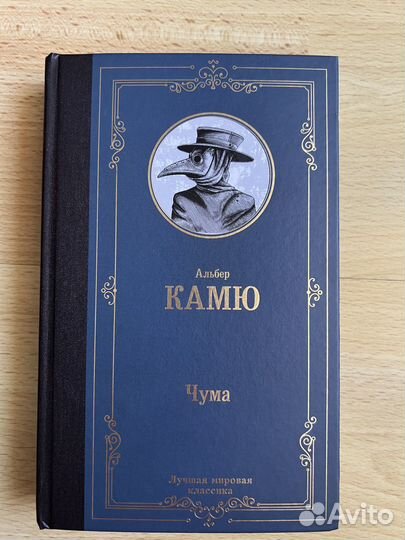 Альбер
КАМЮ
Чума
Лучшая мировая
классика
Avito